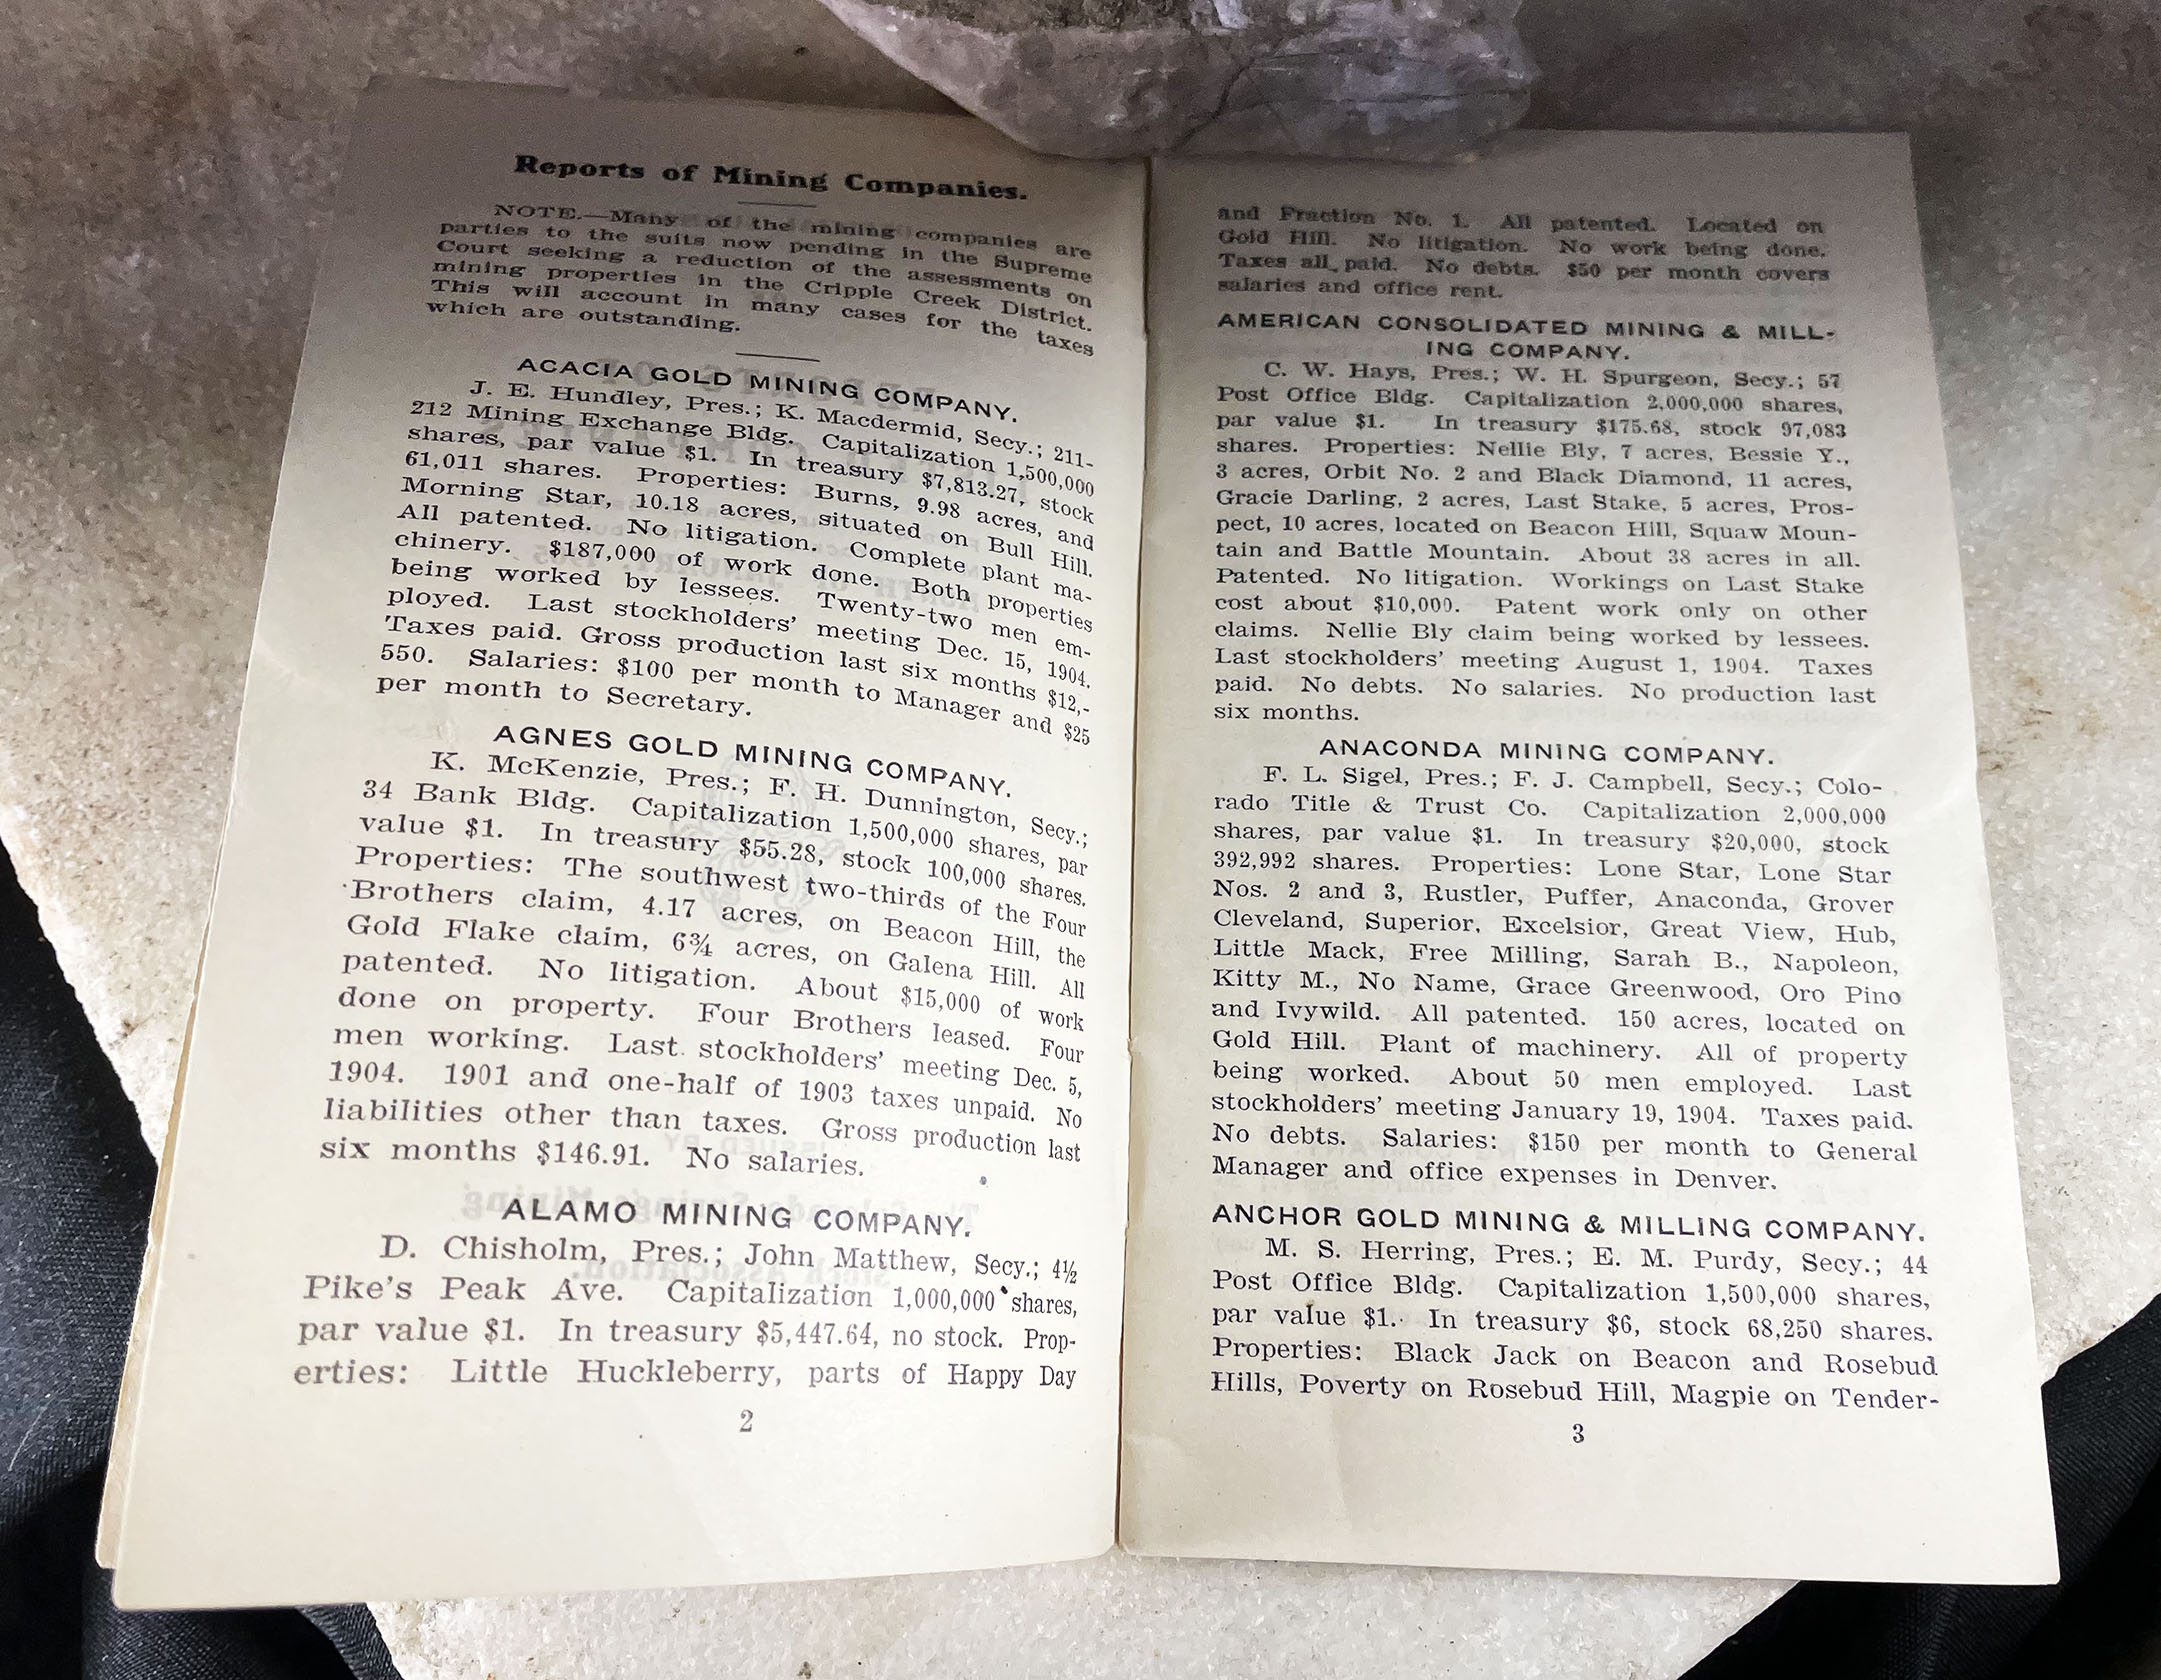 Reports of Mining Companies.
NOTE.—Many of the mining companies are
parties to the suits now pending in the Supreme
Court seeking a reduction of the assessments on
mining properties in the Cripple Creek District.
This will account in many cases for the taxes
which are outstanding.
ACACIA GOLD MINING COMPANY.
J. E. Hundley, Pres.; K. Macdermid, Secy.; 211-
212 Mining Exchange Bldg. Capitalization 1,500,000
shares, par value $1. In treasury $7,813.27, stock
61,011 shares. Properties: Burns, 9.98 acres, and
Morning Star, 10.18 acres, situated on Bull Hill.
All patented. No litigation. Complete plant ma-
chinery. $187,000 of work done. Both properties
being worked by lessees. Twenty-two men em-
ployed. Last stockholders' meeting Dec. 15, 1904.
Taxes paid. Gross production last six months $12,-
550. Salaries: $100 per month to Manager and $25
per month to Secretary.
AGNES GOLD MINING COMPANY.
K. McKenzie, Pres.; F. H. Dunnington, Secy.;
34 Bank Bldg. Capitalization 1,500,000 shares, par
value $1. In treasury $55.28, stock 100,000 shares.
Properties: The southwest two-thirds of the Four
Brothers claim, 4.17 acres, on Beacon Hill, the
Gold Flake claim, 6¾ acres, on Galena Hill. All
patented. No litigation. About $15,000 of work
done on property. Four Brothers leased. Four
men working. Last stockholders' meeting Dec. 5,
1904. 1901 and one-half of 1903 taxes unpaid. No
liabilities other than taxes. Gross production last
six months $146.91. No salaries.
ALAMO MINING COMPANY.
D. Chisholm, Pres.; John Matthew, Secy.; 4½
Pike's Peak Ave. Capitalization 1,000,000 shares,
par value $1. In treasury $5,447.64, no stock. Prop-
erties: Little Huckleberry, parts of Happy Day
2
and Fraction No. 1. All patented. Located on
Gold Hill. No litigation. No work being done.
Taxes all paid. No debts. $50 per month covers
salaries and office rent.
AMERICAN CONSOLIDATED MINING & MILL-
ING COMPANY.
C. W. Hays, Pres.; W. H. Spurgeon, Secy.; 57
Post Office Bldg. Capitalization 2,000,000 shares,
par value $1. In treasury $175.68, stock 97,083
shares. Properties: Nellie Bly, 7 acres, Bessie Y.,
3 acres, Orbit No. 2 and Black Diamond, 11 acres,
Gracie Darling, 2 acres, Last Stake, 5 acres, Pros-
pect, 10 acres, located on Beacon Hill, Squaw Moun-
tain and Battle Mountain. About 38 acres in all.
Patented. No litigation. Workings on Last Stake
cost about $10,000. Patent work only on other
claims. Nellie Bly claim being worked by lessees.
Last stockholders' meeting August 1, 1904. Taxes
paid. No debts. No salaries. No production last
six months.
ANACONDA MINING COMPANY.
F. L. Sigel, Pres.; F. J. Campbell, Secy.; Colo-
rado Title & Trust Co. Capitalization 2,000,000
shares, par value $1. In treasury $20,000, stock
392,992 shares. Properties: Lone Star, Lone Star
Nos. 2 and 3, Rustler, Puffer, Anaconda, Grover
Cleveland, Superior, Excelsior, Great View, Hub,
Little Mack, Free Milling, Sarah B., Napoleon,
Kitty M., No Name, Grace Greenwood, Oro Pino
and Ivywild. All patented. 150 acres, located on
Gold Hill. Plant of machinery. All of property
being worked. About 50 men employed. Last
stockholders' meeting January 19, 1904. Taxes paid.
No debts. Salaries: $150 per month to General
Manager and office expenses in Denver.
ANCHOR GOLD MINING & MILLING COMPANY.
M. S. Herring, Pres.; E. M. Purdy, Secy.; 44
Post Office Bldg. Capitalization 1,500,000 shares,
par value $1. In treasury $6, stock 68,250 shares.
Properties: Black Jack on Beacon and Rosebud
Hills, Poverty on Rosebud Hill, Magpie on Tender-
3